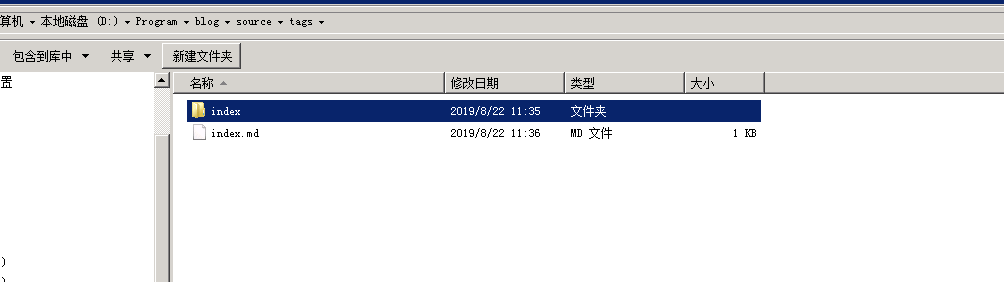 算机 ▾ 本地磁盘 (D:) ▾ Program ▾ blog ▾ source ▾ tags ▾
包含到库中 ▾ 共享 ▾ 新建文件夹
置
名称 修改日期 类型 大小
index 2019/8/22 11:35 文件夹
index.md 2019/8/22 11:36 MD 文件 1 KB
)
)